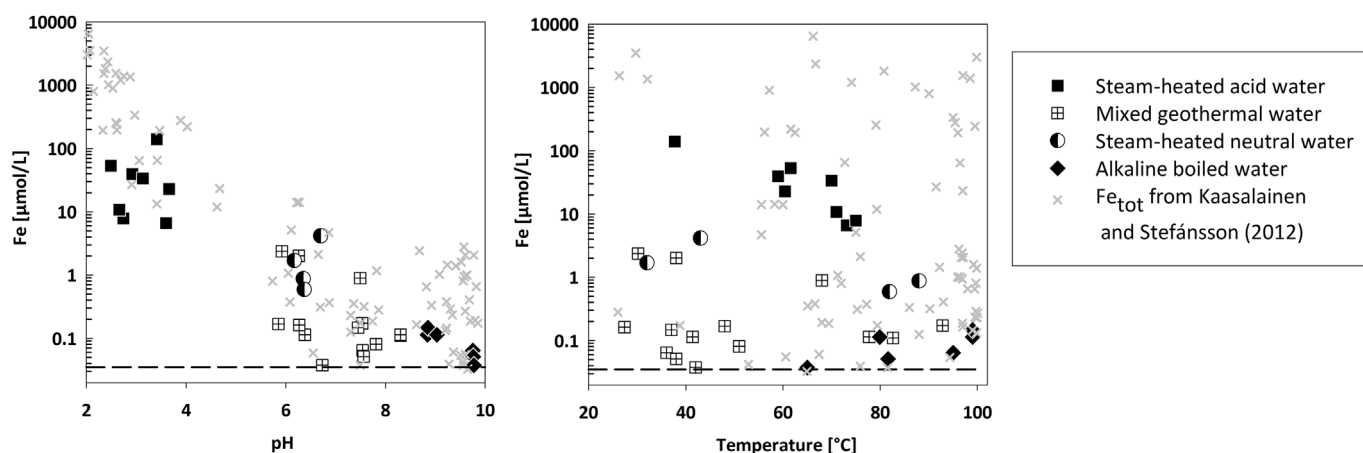 10000
1000
100
10
1
0.1
Fe [µmol/L]
2
4
6
8
10
pH
10000
1000
100
10
1
0.1
Fe [µmol/L]
20
40
60
80
100
Temperature [°C]
Steam-heated acid water
Mixed geothermal water
Steam-heated neutral water
Alkaline boiled water
Fetot from Kaasalainen
and Stefánsson (2012)